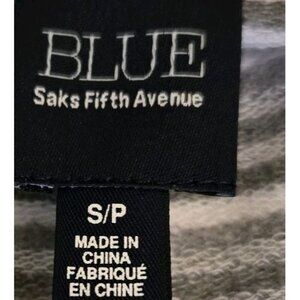 BLUE
Saks Fifth Avenue
S/P
MADE IN
CHINA
FABRIQUÉ
EN CHINE